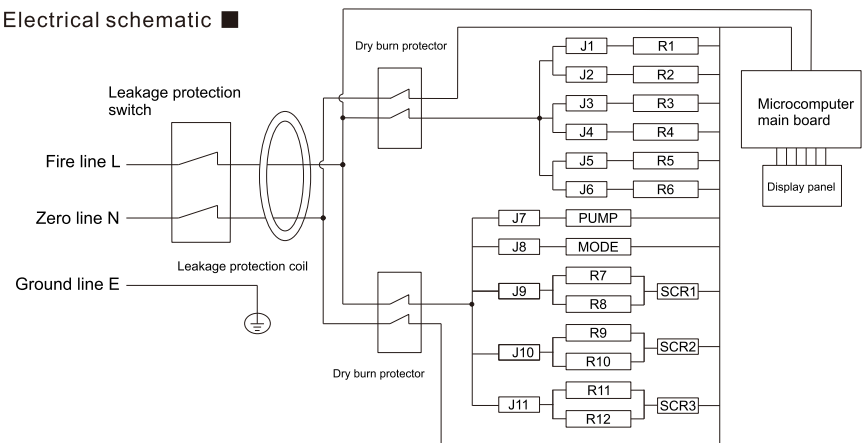 Electrical schematic
Dry burn protector
Leakage protection
switch
Fire line L
Zero line N
Ground line E
Leakage protection coil
Dry burn protector
J1 R1
J2 R2
J3 R3
J4 R4
J5 R5
J6 R6
J7 PUMP
J8 MODE
J9 R7 R8 SCR1
J10 R9 R10 SCR2
J11 R11 R12 SCR3
Microcomputer
main board
Display panel